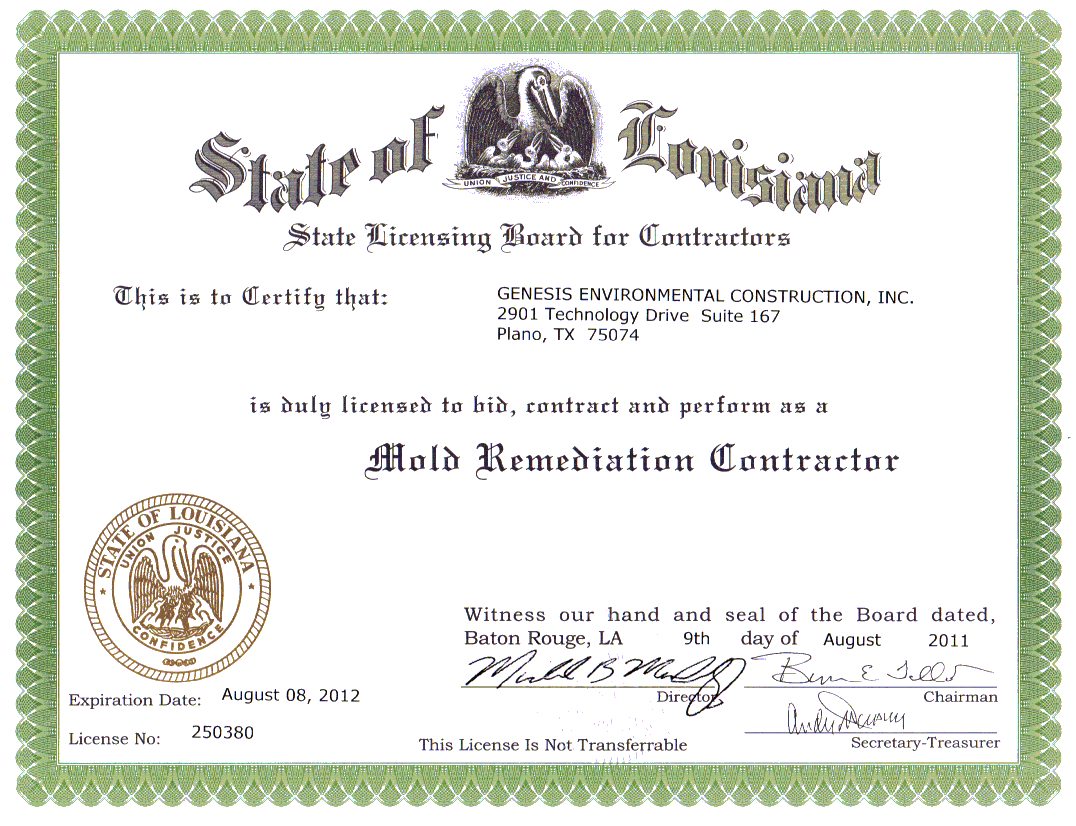 State of Louisiana
UNION JUSTICE AND CONFIDENCE
State Licensing Board for Contractors
This is to Certify that:
GENESIS ENVIRONMENTAL CONSTRUCTION, INC.
2901 Technology Drive Suite 167
Plano, TX 75074
is duly licensed to bid, contract and perform as a
Mold Remediation Contractor
STATE OF LOUISIANA
UNION JUSTICE
CONFIDENCE
Witness our hand and seal of the Board dated,
Baton Rouge, LA 9th day of August 2011
Director
Chairman
Secretary-Treasurer
Expiration Date: August 08, 2012
License No: 250380
This License Is Not Transferrable